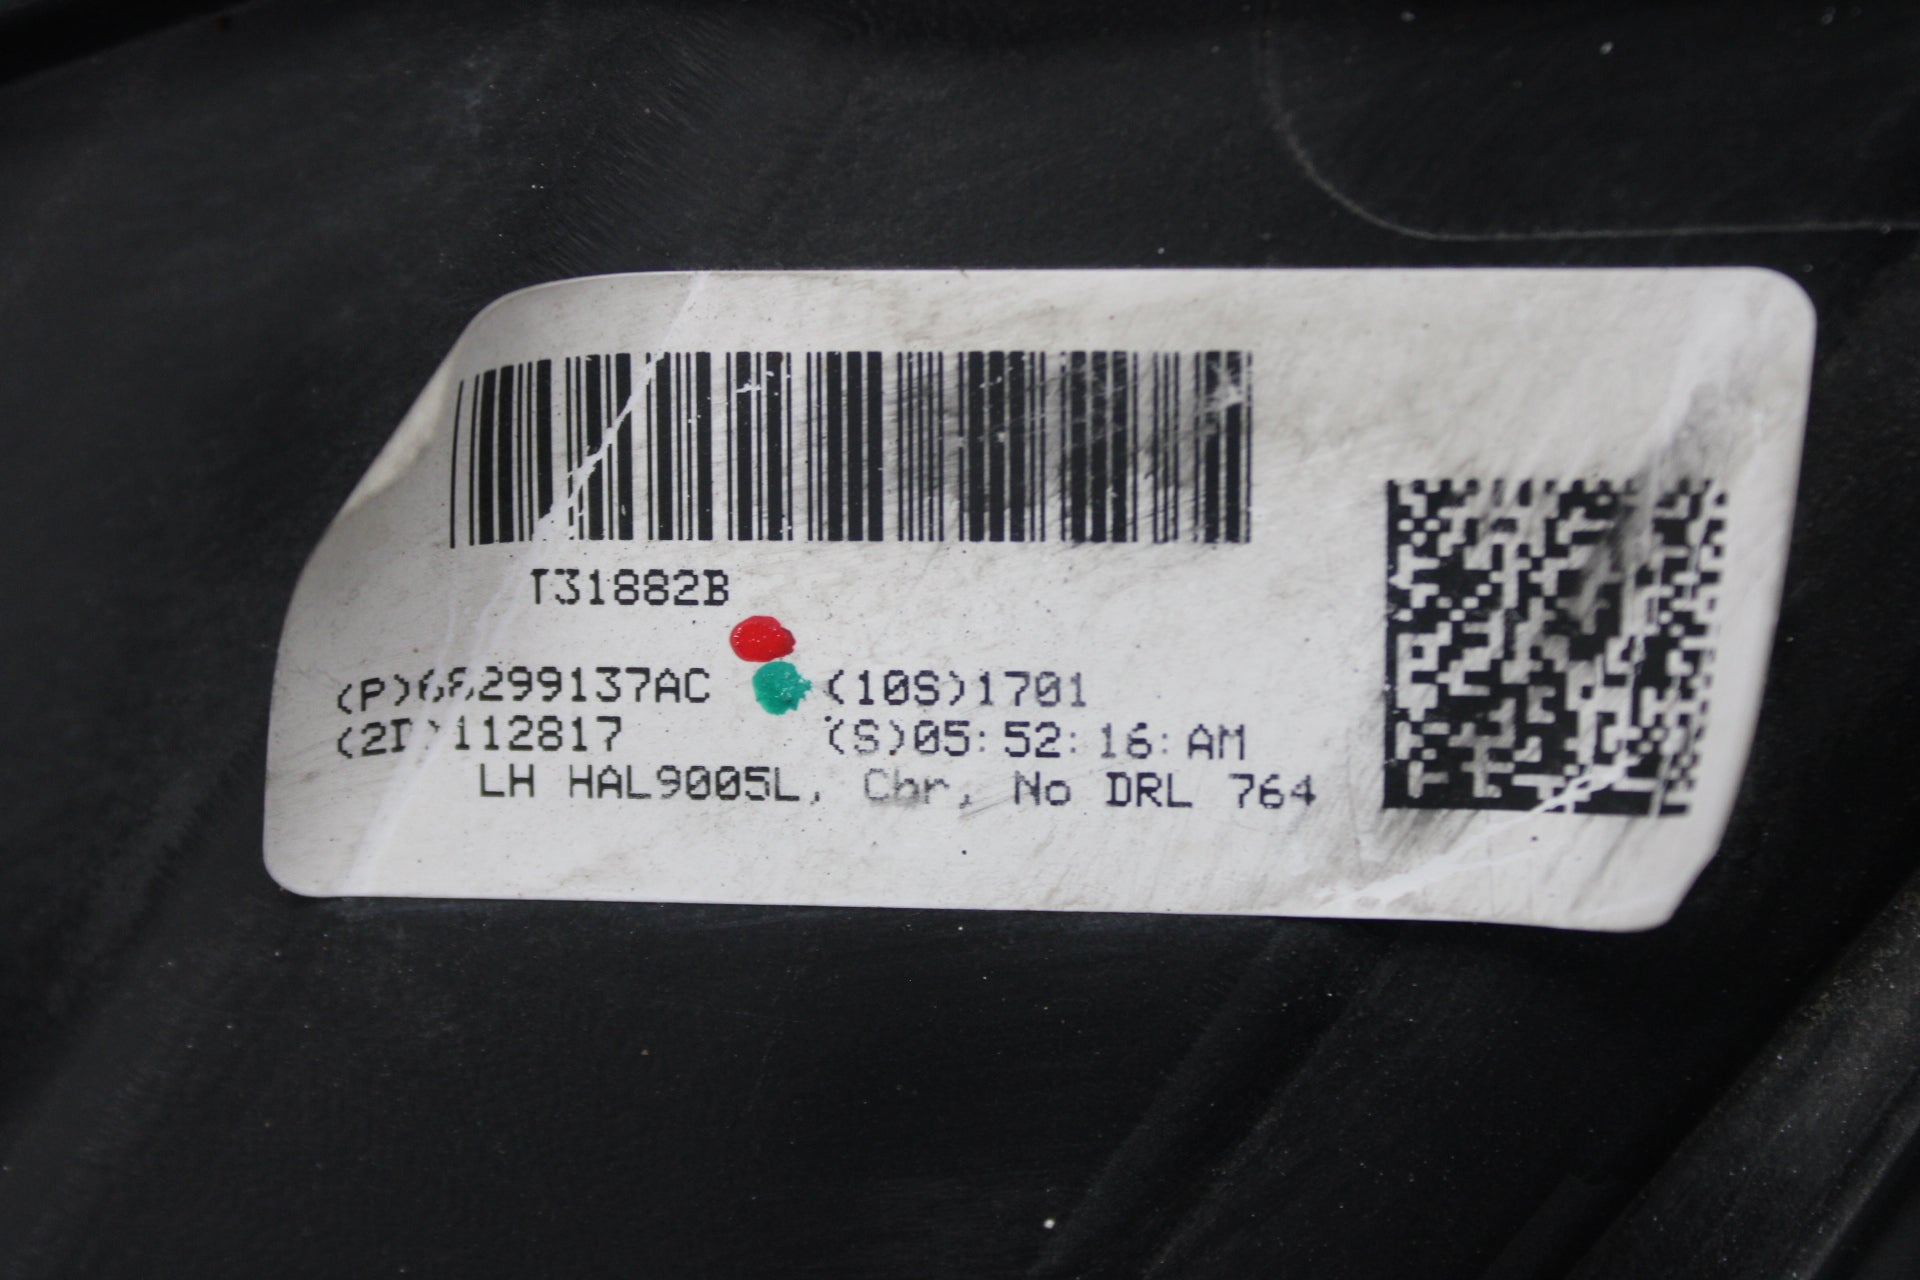 T31882B
(P)68299137AC (10S)1701
(2D)112817 (S)05:52:16:AM
LH HAL9005L, Chr, No DRL 764